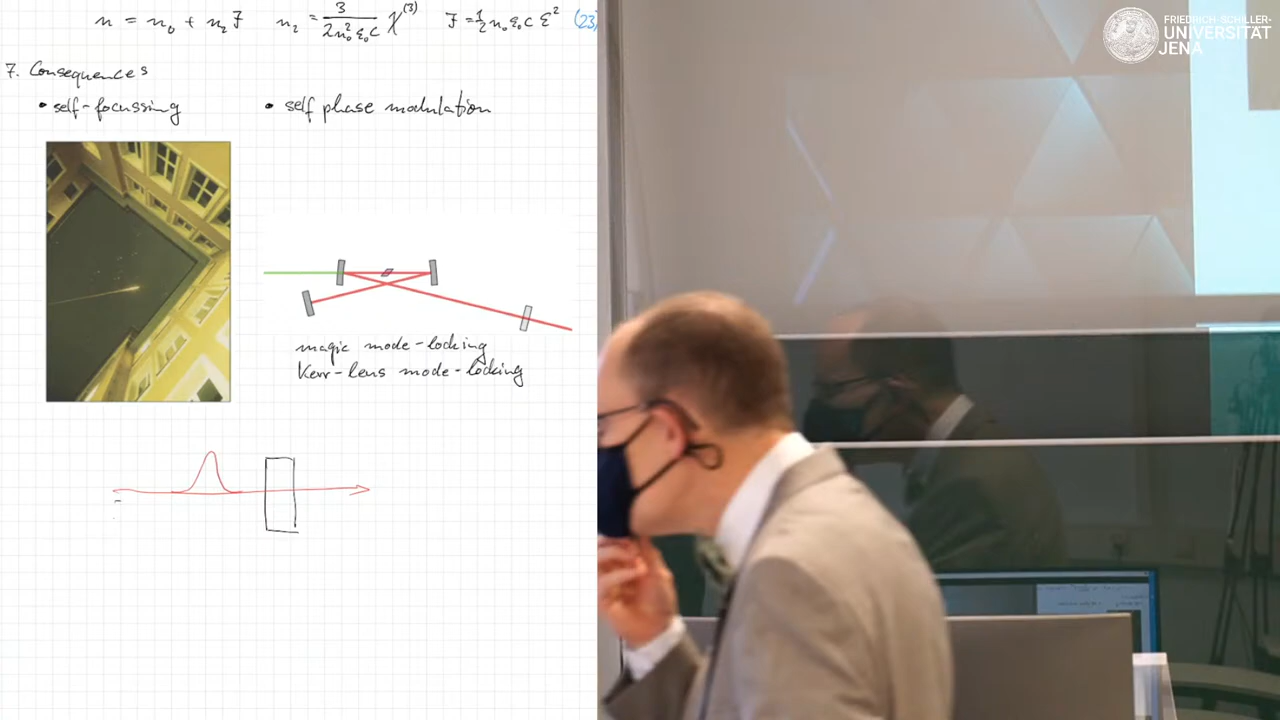 n = n₀ + n₂ I   n₂ = 3/(2n₀²ε₀c) χ⁽³⁾   I = ½ n₀ε₀c ε²   (23)
7. Consequences
• self-focussing   • self phase modulation
magic mode-locking
Kerr-lens mode-locking
FRIEDRICH-SCHILLER-
UNIVERSITÄT
JENA